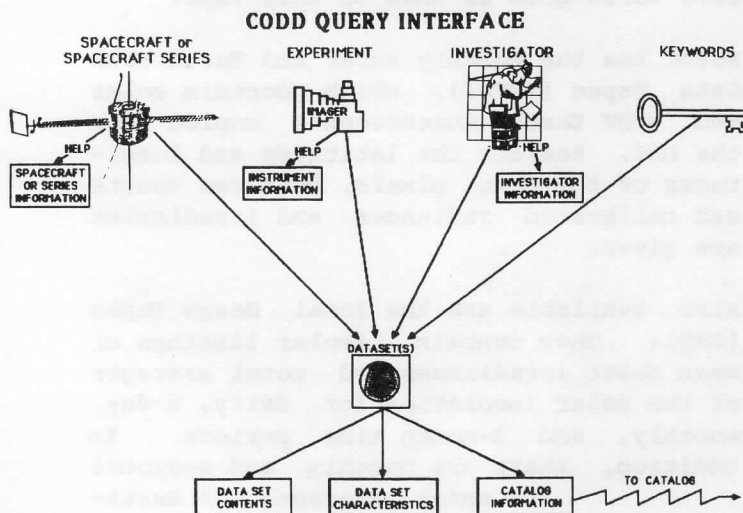 CODD QUERY INTERFACE
SPACECRAFT or
SPACECRAFT SERIES
EXPERIMENT
INVESTIGATOR
KEYWORDS
IMAGER
HELP
HELP
HELP
SPACECRAFT
OR SERIES
INFORMATION
INSTRUMENT
INFORMATION
INVESTIGATOR
INFORMATION
DATASET(S)
DATA SET
CONTENTS
DATA SET
CHARACTERISTICS
CATALOG
INFORMATION
TO CATALOG